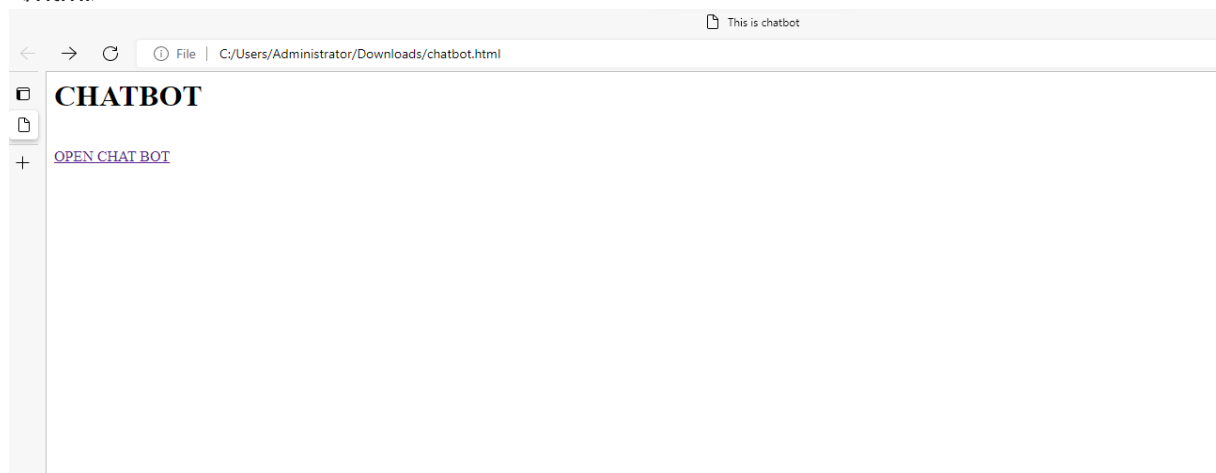 This is chatbot
File | C:/Users/Administrator/Downloads/chatbot.html
CHATBOT
OPEN CHAT BOT